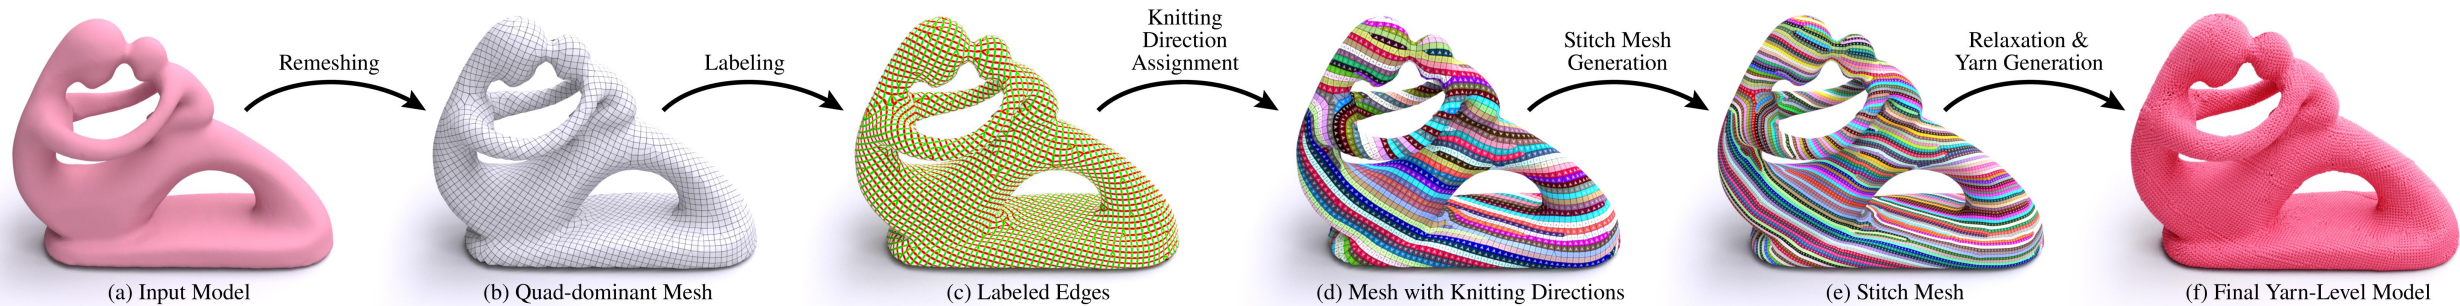 Remeshing
Labeling
Knitting
Direction
Assignment
Stitch Mesh
Generation
Relaxation &
Yarn Generation
(a) Input Model
(b) Quad-dominant Mesh
(c) Labeled Edges
(d) Mesh with Knitting Directions
(e) Stitch Mesh
(f) Final Yarn-Level Model